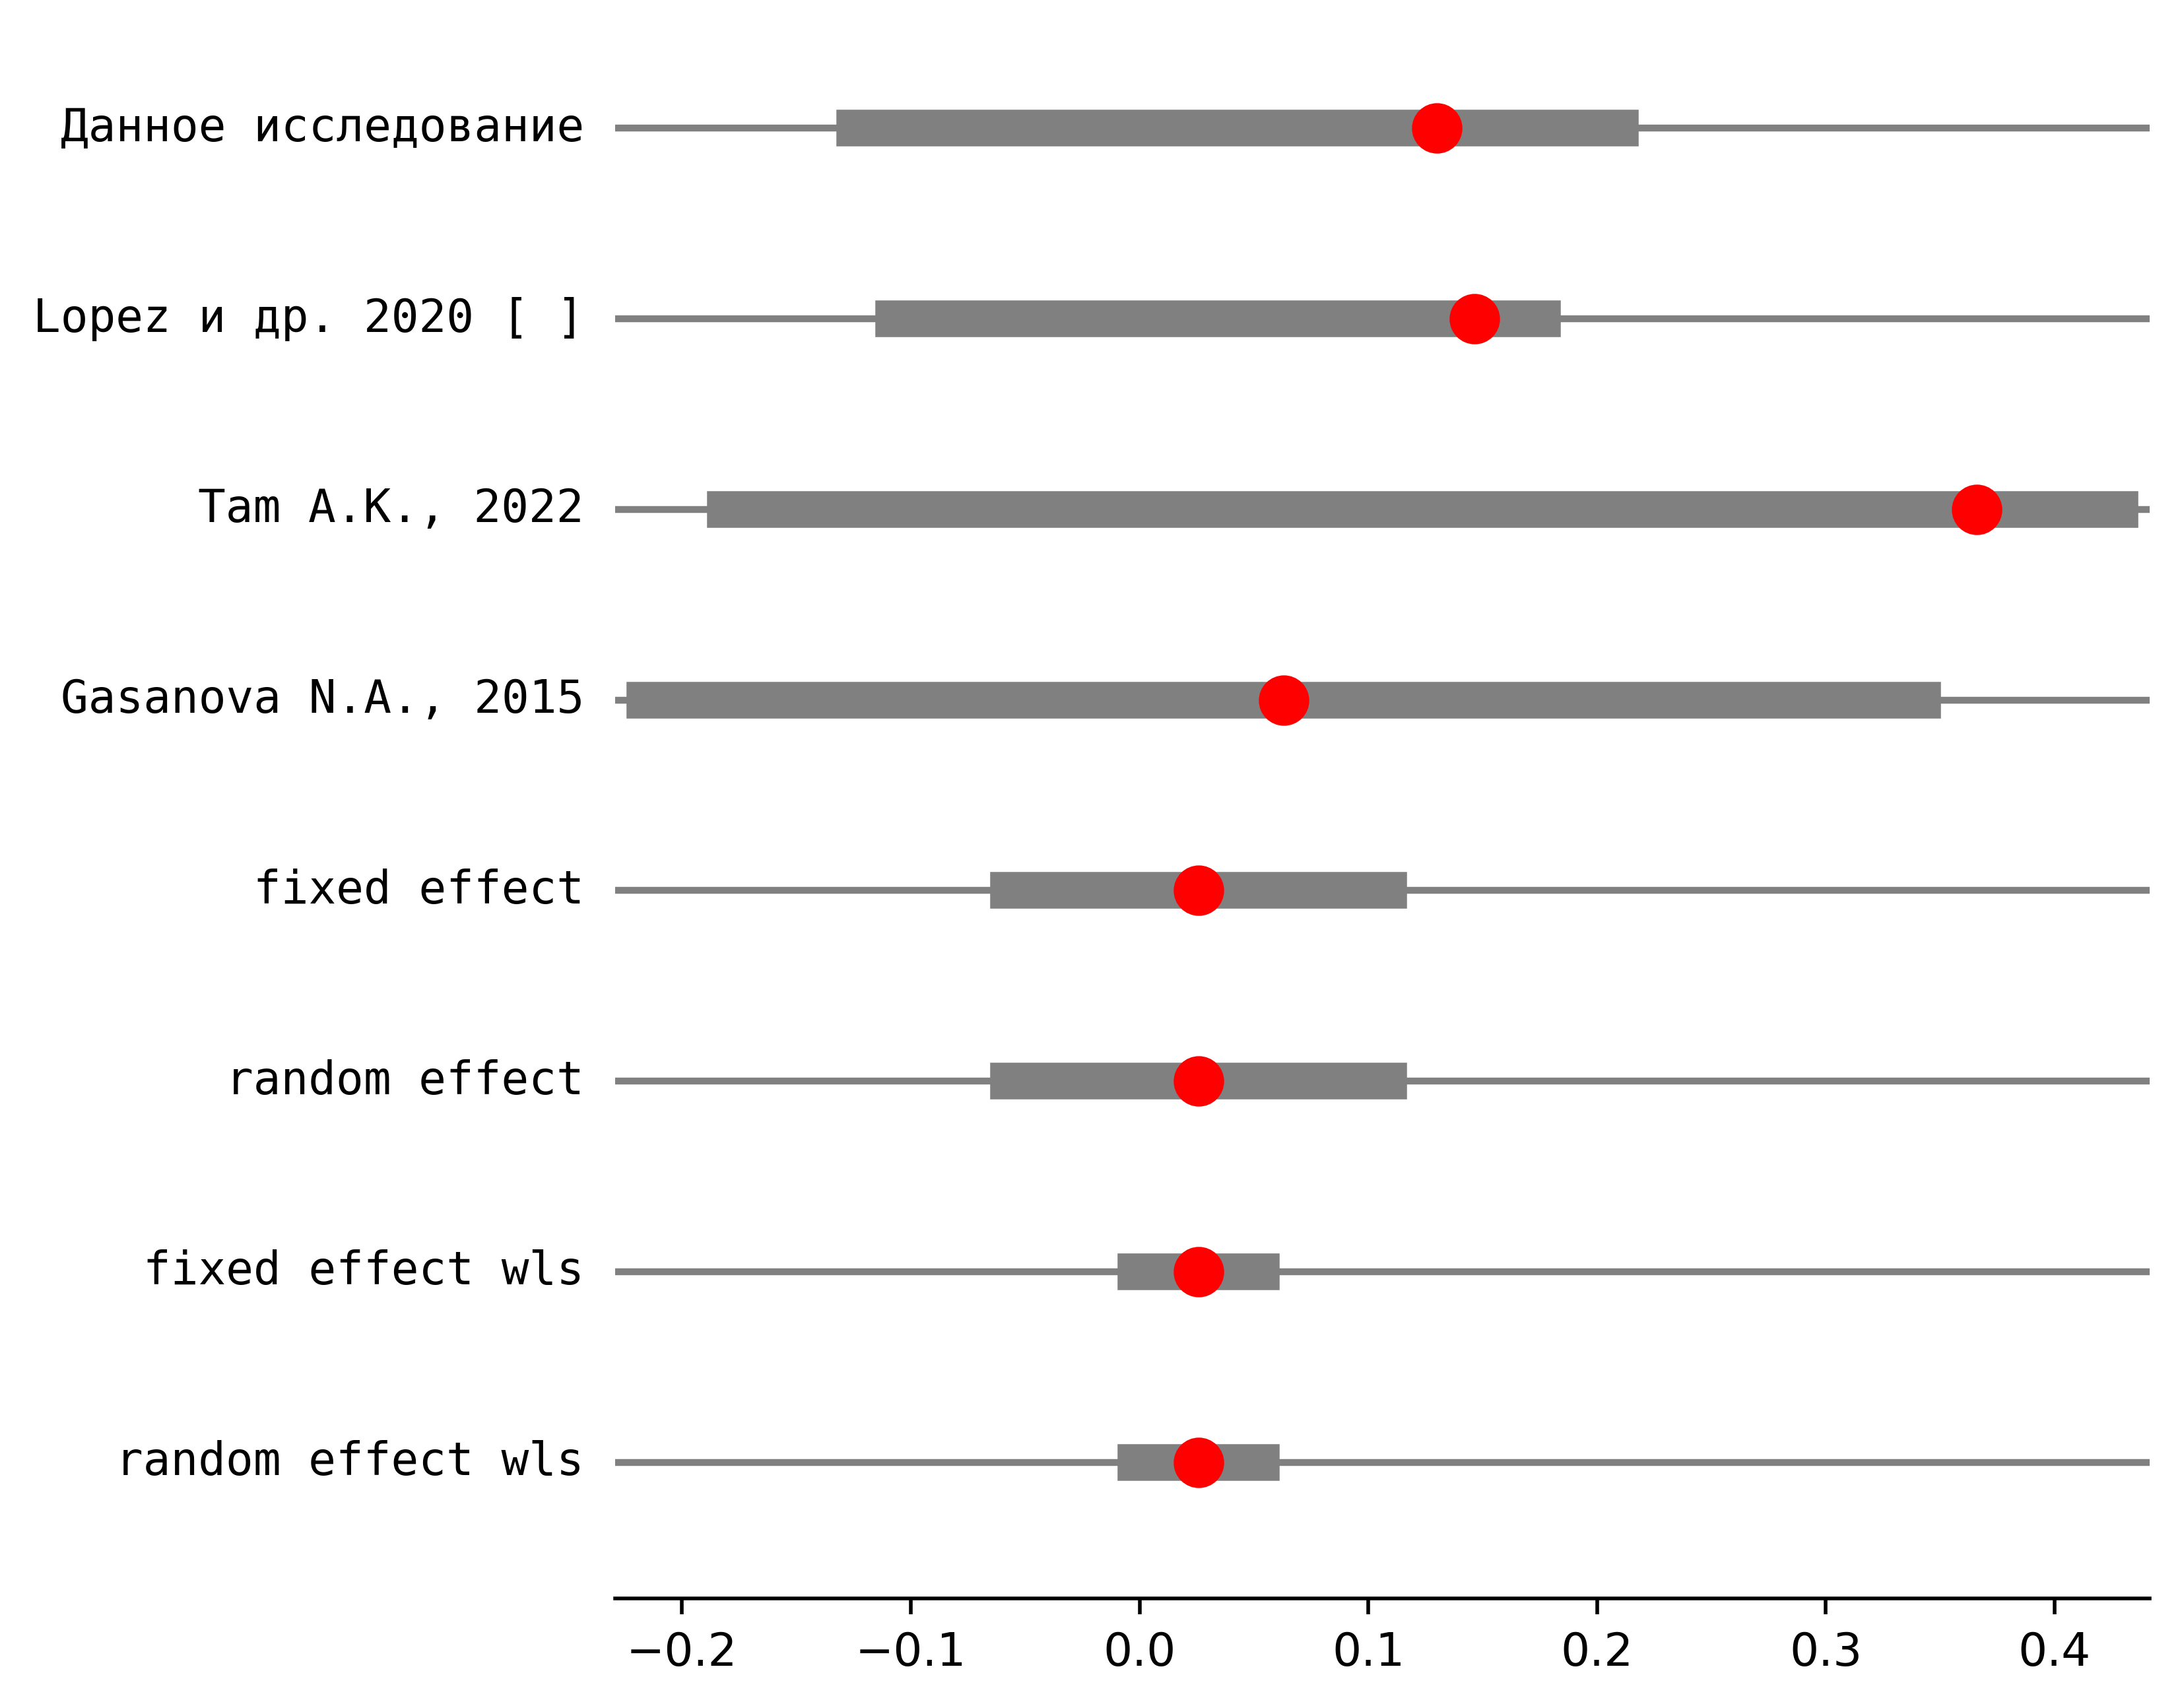 Данное исследование
Lopez и др. 2020 [ ]
Tam A.K., 2022
Gasanova N.A., 2015
fixed effect
random effect
fixed effect wls
random effect wls
−0.2 −0.1 0.0 0.1 0.2 0.3 0.4